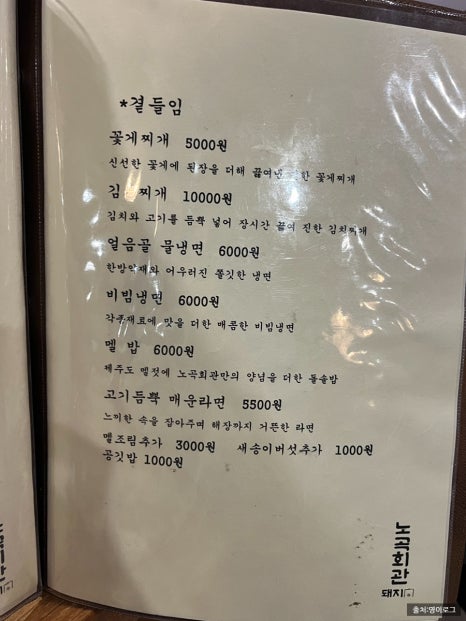 *곁들임
꽃게찌개 5000원
신선한 꽃게에 된장을 더해 끓여낸 꽃게찌개
김 찌개 10000원
김치와 고기를 듬뿍 넣어 장시간 끓여 진한 김치찌개
얼음골 물냉면 6000원
한방약재와 어우러진 쫄깃한 냉면
비빔냉면 6000원
각종재료에 맛을 더한 매콤한 비빔냉면
멜 밥 6000원
제주도 멜젓에 노곡회관만의 양념을 더한 돌솥밥
고기듬뿍 매운라면 5500원
느끼한 속을 잡아주며 해장까지 거뜬한 라면
멜조림추가 3000원 새송이버섯추가 1000원
공깃밥 1000원
노곡회관
돼지
노곡회관
출처:명이로그